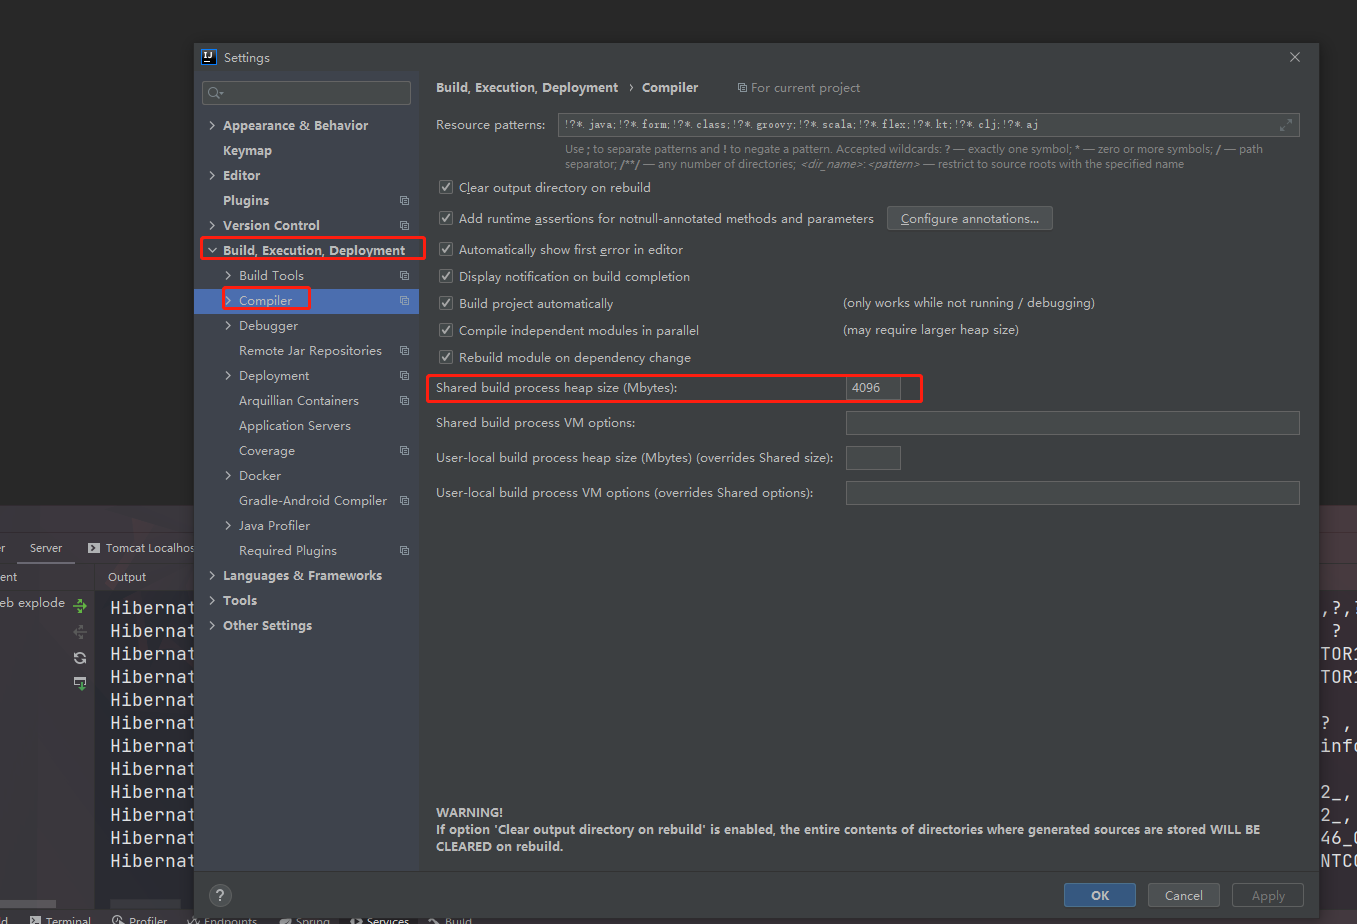 Settings
Build, Execution, Deployment › Compiler For current project
Appearance & Behavior
Keymap
Editor
Plugins
Version Control
Build, Execution, Deployment
Build Tools
Compiler
Debugger
Remote Jar Repositories
Deployment
Arquillian Containers
Application Servers
Coverage
Docker
Gradle-Android Compiler
Java Profiler
Required Plugins
Languages & Frameworks
Tools
Other Settings
Resource patterns: !?*.java;!?*.form;!?*.class;!?*.groovy;!?*.scala;!?*.flex;!?*.kt;!?*.clj;!?*.aj
Use ; to separate patterns and ! to negate a pattern. Accepted wildcards: ? — exactly one symbol; * — zero or more symbols; / — path
separator; /**/ — any number of directories; <dir_name>:<pattern> — restrict to source roots with the specified name
Clear output directory on rebuild
Add runtime assertions for notnull-annotated methods and parameters Configure annotations...
Automatically show first error in editor
Display notification on build completion
Build project automatically (only works while not running / debugging)
Compile independent modules in parallel (may require larger heap size)
Rebuild module on dependency change
Shared build process heap size (Mbytes): 4096
Shared build process VM options:
User-local build process heap size (Mbytes) (overrides Shared size):
User-local build process VM options (overrides Shared options):
WARNING!
If option 'Clear output directory on rebuild' is enabled, the entire contents of directories where generated sources are stored WILL BE
CLEARED on rebuild.
? OK Cancel Apply
r Server Tomcat Localhos
ent Output
eb explode
Hibernat ,?,?
Hibernat ?
Hibernat TOR1
Hibernat TOR1
Hibernat
Hibernat ? ,
Hibernat info
Hibernat
Hibernat 2_,
Hibernat 2_,
Hibernat 46_
Hibernat NTCO
d Terminal Profiler Endpoints Spring Services Build